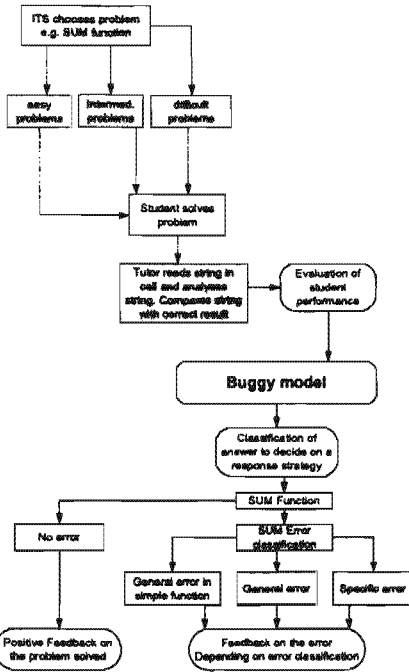 ITS chooses problem
e.g. SUM function
easy
problems
Intermed.
problems
difficult
problems
Student solves
problem
Tutor reads string in
cell and analyses
string. Compares string
with correct result
Evaluation of
student
performance
Buggy model
Classification of
answer to decide on a
response strategy
SUM Function
No error
SUM Error
classification
General error in
simple function
General error
Specific error
Positive Feedback on
the problem solved
Feedback on the error
Depending on error classification